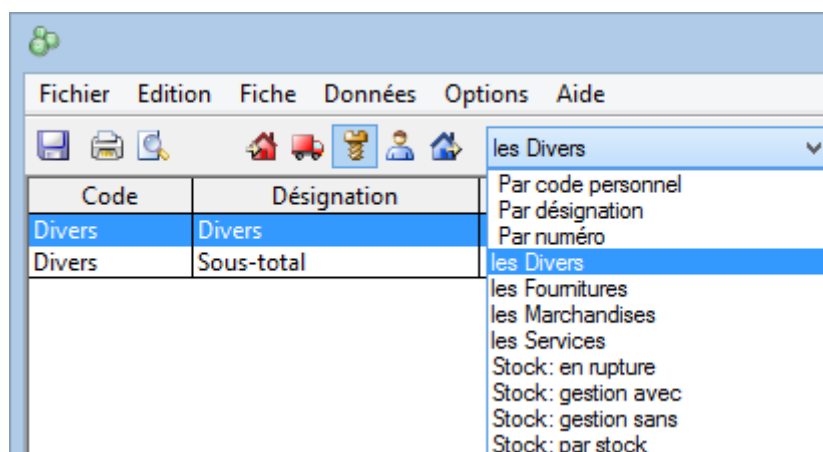 Fichier Edition Fiche Données Options Aide
les Divers
Code Désignation
Divers Divers
Divers Sous-total
Par code personnel
Par désignation
Par numéro
les Divers
les Fournitures
les Marchandises
les Services
Stock: en rupture
Stock: gestion avec
Stock: gestion sans
Stock: par stock